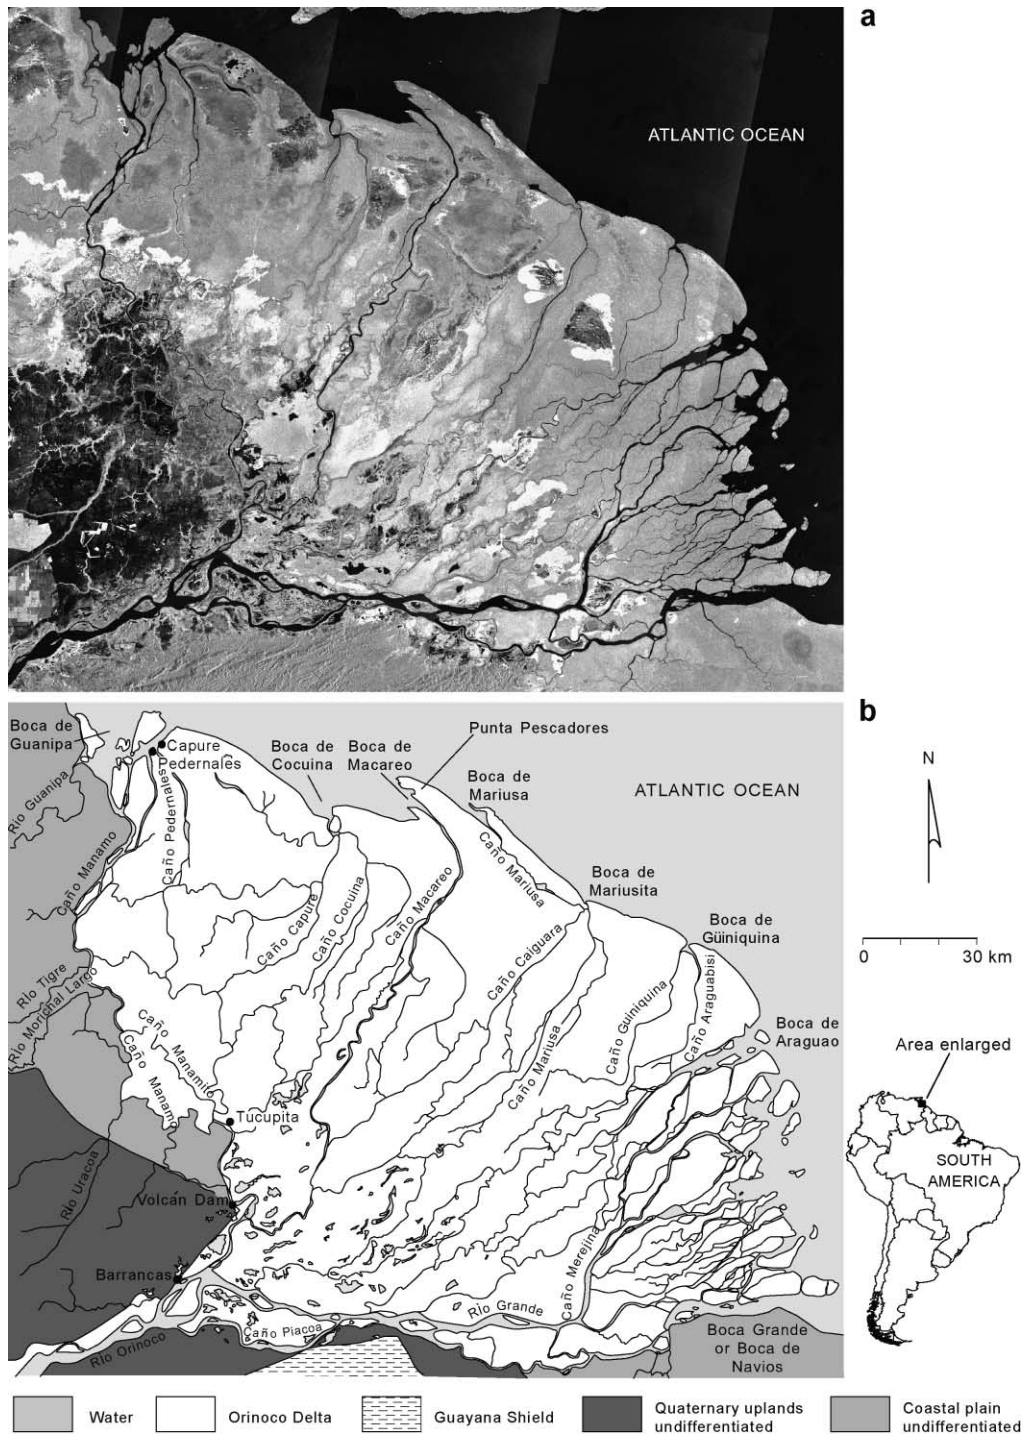 a
ATLANTIC OCEAN
b
Boca de
Guanipa
Capure
Pedernales
Boca de
Cocuina
Boca de
Macareo
Punta Pescadores
Boca de
Mariusa
ATLANTIC OCEAN
N
Río Guanipa
Caño Manamo
Caño Pedernales
Caño Capure
Caño Cocuina
Caño Macareo
Caño Mariusa
Boca de
Mariusita
Boca de
Güiniquina
0 30 km
Río Tigre
Río Morichal Largo
Caño Manamito
Caño Manamo
Caño Caiguara
Caño Mariusa
Caño Guiniquina
Caño Araguabisi
Boca de
Araguao
Area enlarged
Tucupita
Río Uracoa
Volcán Dam
SOUTH
AMERICA
Barrancas
Caño Merejina
Río Grande
Caño Piacoa
Río Orinoco
Boca Grande
or Boca de
Navios
Water
Orinoco Delta
Guayana Shield
Quaternary uplands
undifferentiated
Coastal plain
undifferentiated